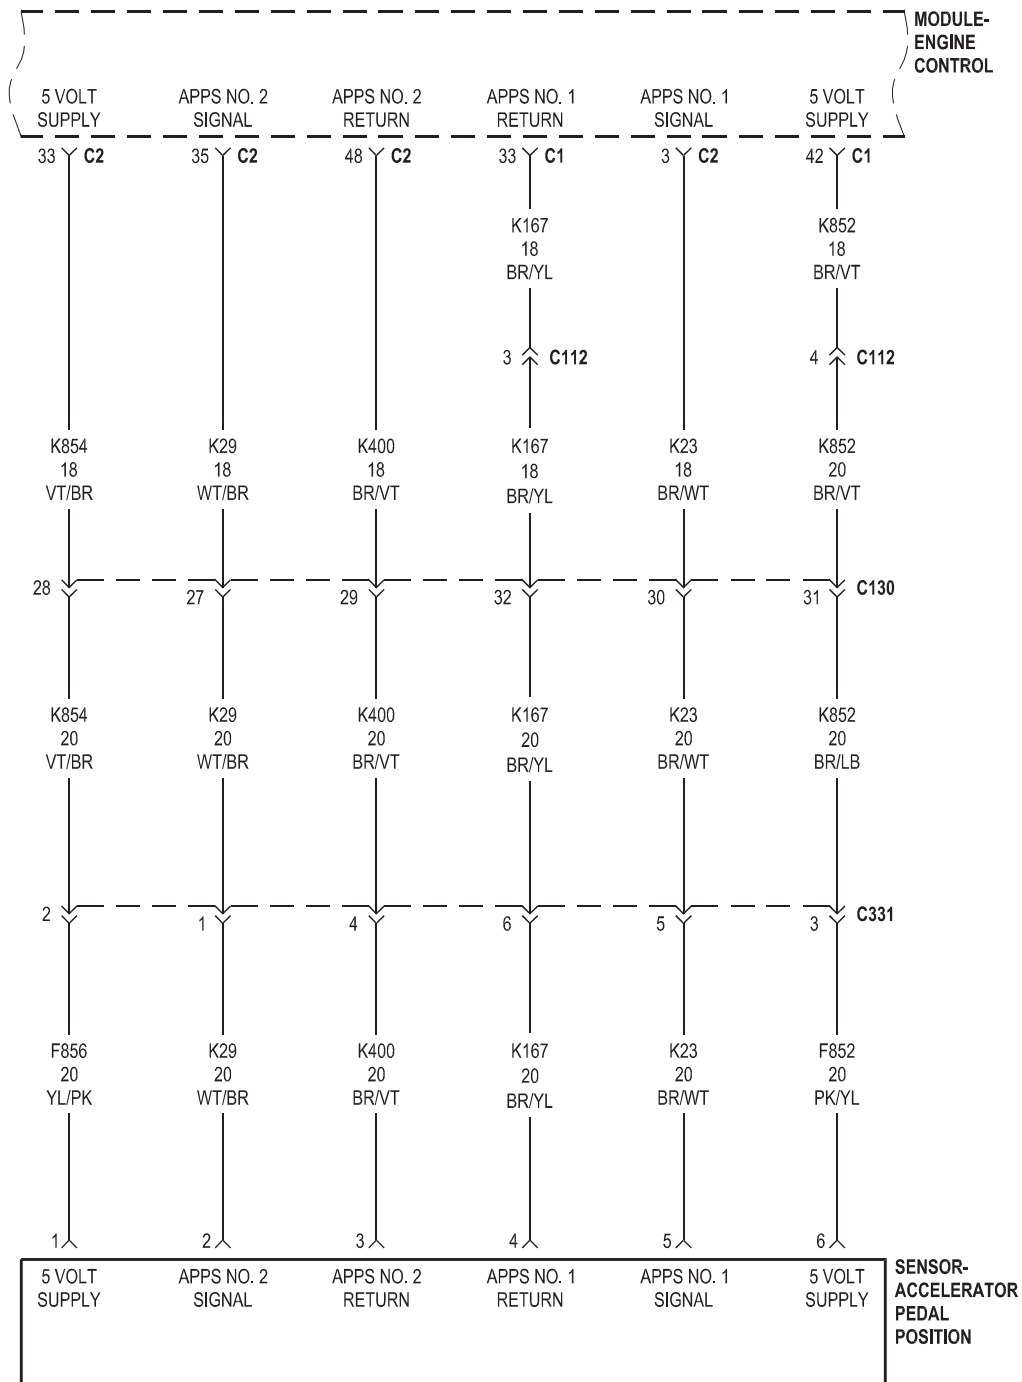 MODULE-
ENGINE
CONTROL
5 VOLT APPS NO. 2 APPS NO. 2 APPS NO. 1 APPS NO. 1 5 VOLT
SUPPLY SIGNAL RETURN RETURN SIGNAL SUPPLY
33 C2 35 C2 48 C2 33 C1 3 C2 42 C1
K167 K852
18 18
BR/YL BR/VT
3 C112 4 C112
K854 K29 K400 K167 K23 K852
18 18 18 18 18 20
VT/BR WT/BR BR/VT BR/YL BR/WT BR/VT
28 27 29 32 30 31 C130
K854 K29 K400 K167 K23 K852
20 20 20 20 20 20
VT/BR WT/BR BR/VT BR/YL BR/WT BR/LB
2 1 4 6 5 3 C331
F856 K29 K400 K167 K23 F852
20 20 20 20 20 20
YL/PK WT/BR BR/VT BR/YL BR/WT PK/YL
1 2 3 4 5 6
5 VOLT APPS NO. 2 APPS NO. 2 APPS NO. 1 APPS NO. 1 5 VOLT
SUPPLY SIGNAL RETURN RETURN SIGNAL SUPPLY
SENSOR-
ACCELERATOR
PEDAL
POSITION